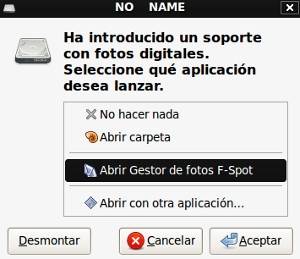 NO NAME
Ha introducido un soporte
con fotos digitales.
Seleccione qué aplicación
desea lanzar.
No hacer nada
Abrir carpeta
Abrir Gestor de fotos F-Spot
Abrir con otra aplicación...
Desmontar Cancelar Aceptar